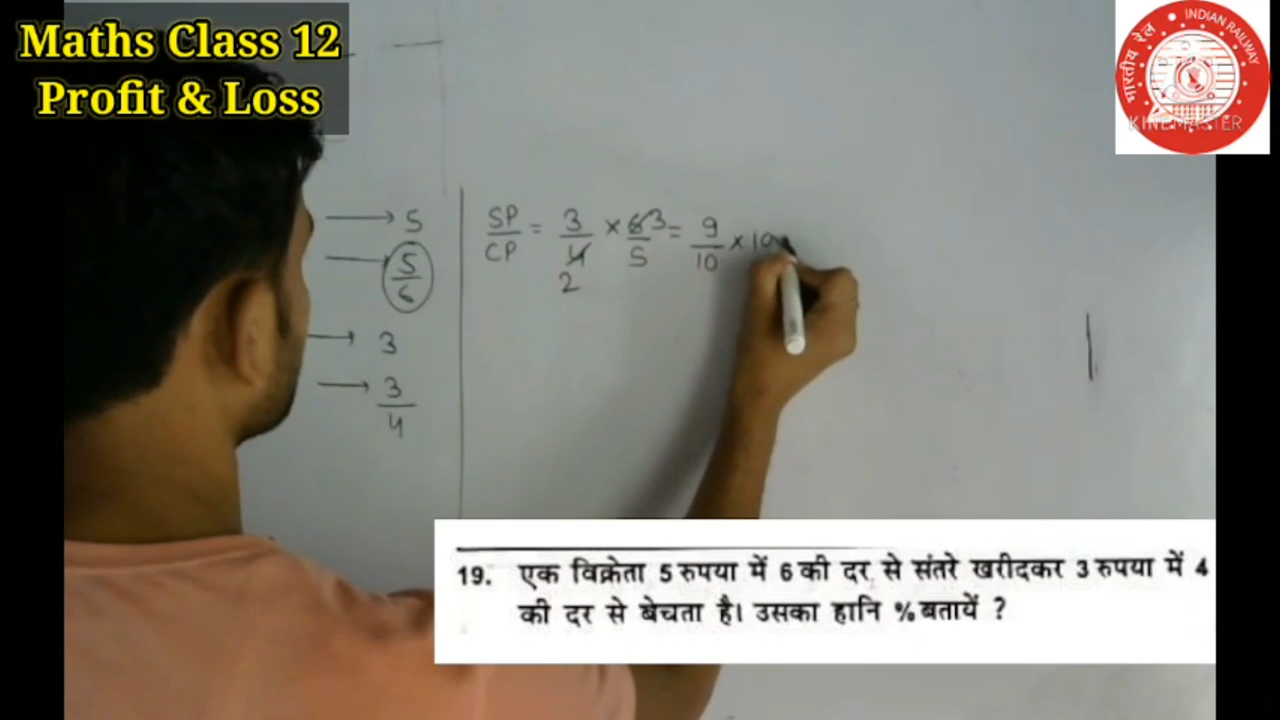 Maths Class 12
Profit & Loss
भारतीय रेल
INDIAN RAILWAY
KINEMASTER
→ 5
→ 5/6
→ 3
→ 3/4
SP/CP = 3/4 2 × 6 3/5 = 9/10 × 10
19. एक विक्रेता 5 रुपया में 6 की दर से संतरे खरीदकर 3 रुपया में 4
की दर से बेचता है। उसका हानि % बतायें ?